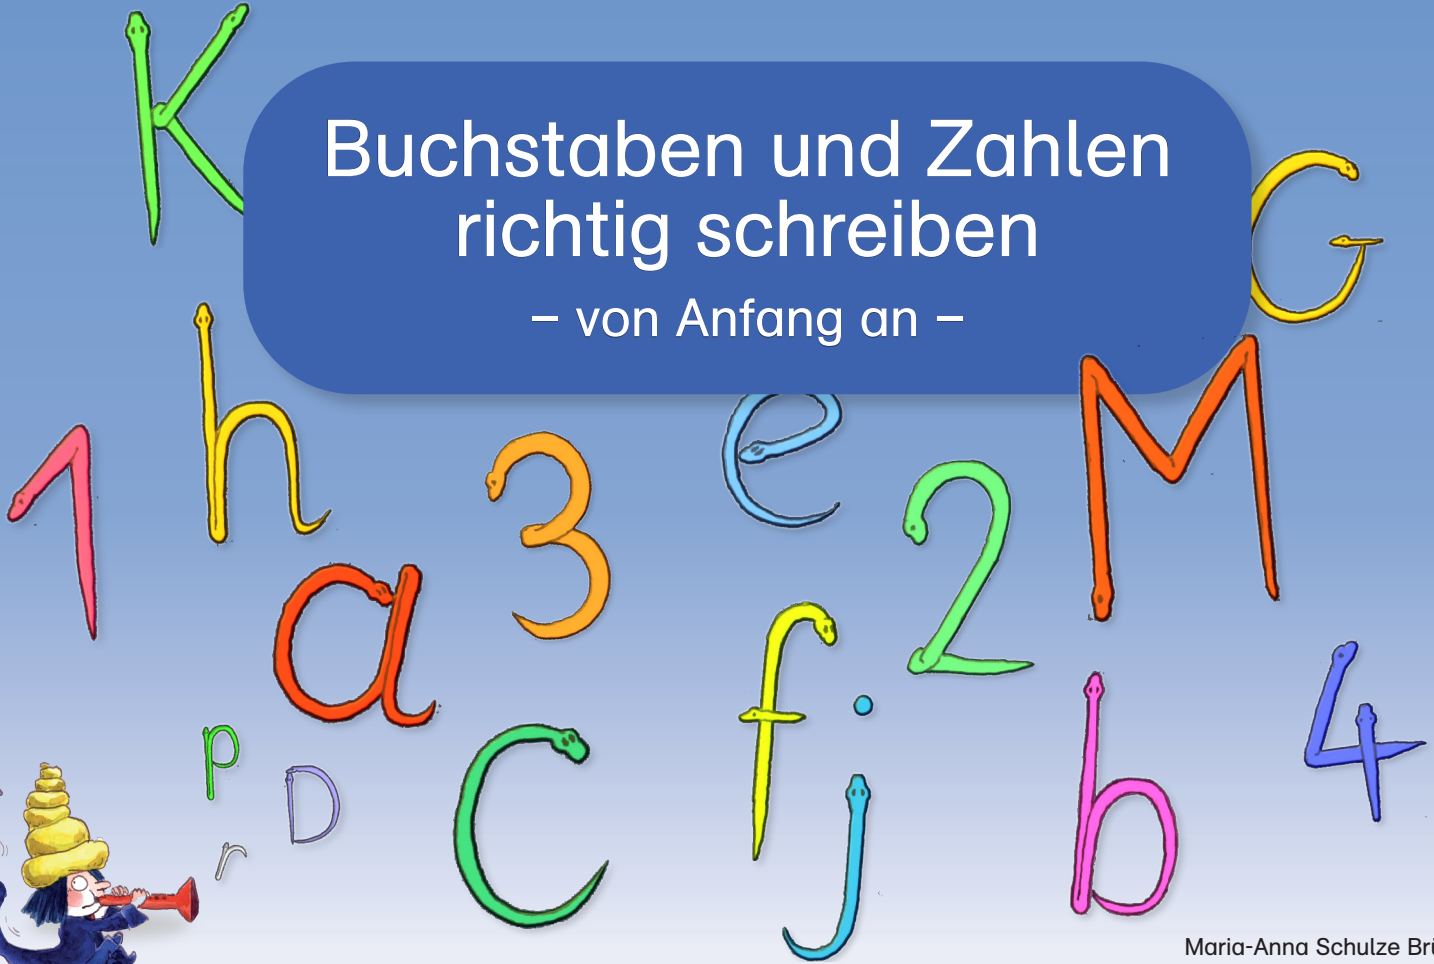 K
Buchstaben und Zahlen
richtig schreiben
– von Anfang an –
G
h
e
M
1
3
2
a
f
4
p
D
C
j
b
r
Maria-Anna Schulze